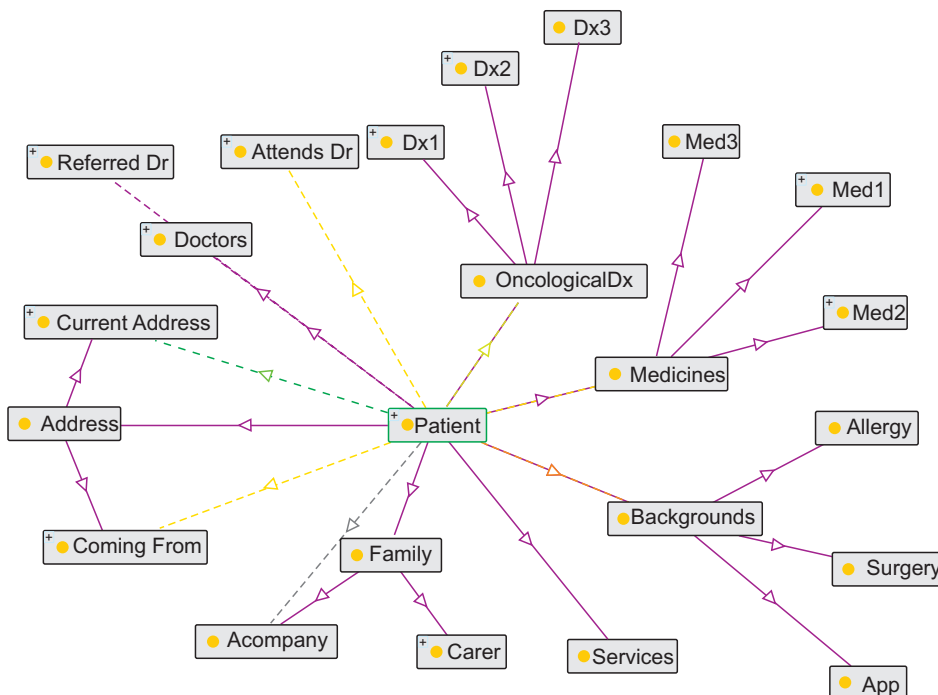 Dx3
+ Dx2
+ Dx1
+ Attends Dr
+ Referred Dr
Med3
+ Med1
+ Doctors
OncologicalDx
+ Current Address
+ Med2
Medicines
Address
+ Patient
Allergy
Backgrounds
+ Coming From
Family
Surgery
Acompany
+ Carer
Services
App